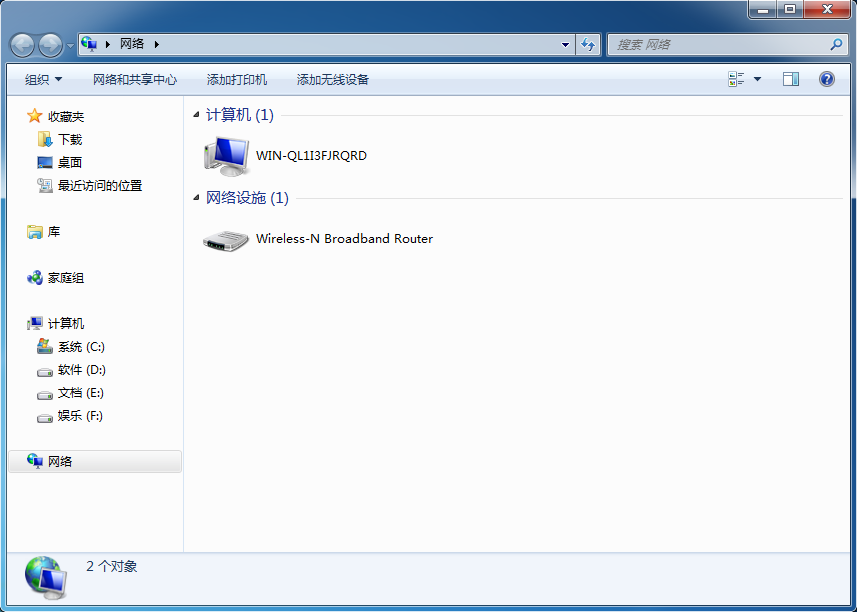 网络
搜索 网络
组织
网络和共享中心
添加打印机
添加无线设备
收藏夹
下载
桌面
最近访问的位置
库
家庭组
计算机
系统 (C:)
软件 (D:)
文档 (E:)
娱乐 (F:)
网络
计算机 (1)
WIN-QL1I3FJRQRD
网络设施 (1)
Wireless-N Broadband Router
2 个对象